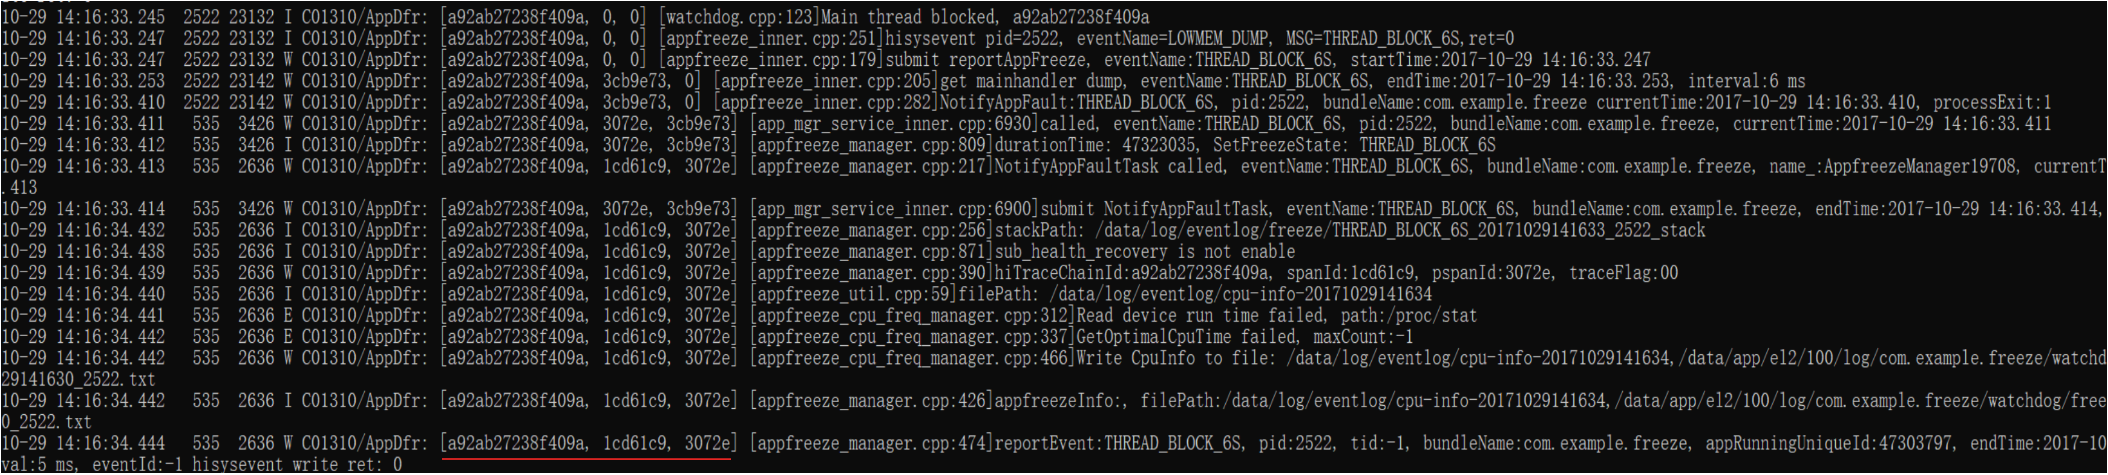 10-29 14:16:33.245  2522 23132 I C01310/AppDfr: [a92ab27238f409a, 0, 0] [watchdog.cpp:123]Main thread blocked, a92ab27238f409a
10-29 14:16:33.247  2522 23132 I C01310/AppDfr: [a92ab27238f409a, 0, 0] [appfreeze_inner.cpp:251]hisysevent pid=2522, eventName=LOWMEM_DUMP, MSG=THREAD_BLOCK_6S,ret=0
10-29 14:16:33.247  2522 23132 W C01310/AppDfr: [a92ab27238f409a, 0, 0] [appfreeze_inner.cpp:179]submit reportAppFreeze, eventName:THREAD_BLOCK_6S, startTime:2017-10-29 14:16:33.247
10-29 14:16:33.253  2522 23142 W C01310/AppDfr: [a92ab27238f409a, 3cb9e73, 0] [appfreeze_inner.cpp:205]get mainhandler dump, eventName:THREAD_BLOCK_6S, endTime:2017-10-29 14:16:33.253, interval:6 ms
10-29 14:16:33.410  2522 23142 W C01310/AppDfr: [a92ab27238f409a, 3cb9e73, 0] [appfreeze_inner.cpp:282]NotifyAppFault:THREAD_BLOCK_6S, pid:2522, bundleName:com.example.freeze currentTime:2017-10-29 14:16:33.410, processExit:1
10-29 14:16:33.411   535  3426 W C01310/AppDfr: [a92ab27238f409a, 3072e, 3cb9e73] [app_mgr_service_inner.cpp:6930]called, eventName:THREAD_BLOCK_6S, pid:2522, bundleName:com.example.freeze, currentTime:2017-10-29 14:16:33.411
10-29 14:16:33.412   535  3426 I C01310/AppDfr: [a92ab27238f409a, 3072e, 3cb9e73] [appfreeze_manager.cpp:809]durationTime: 47323035, SetFreezeState: THREAD_BLOCK_6S
10-29 14:16:33.413   535  2636 W C01310/AppDfr: [a92ab27238f409a, 1cd61c9, 3072e] [appfreeze_manager.cpp:217]NotifyAppFaultTask called, eventName:THREAD_BLOCK_6S, bundleName:com.example.freeze, name_:AppfreezeManager19708, currentT
.413
10-29 14:16:33.414   535  3426 W C01310/AppDfr: [a92ab27238f409a, 3072e, 3cb9e73] [app_mgr_service_inner.cpp:6900]submit NotifyAppFaultTask, eventName:THREAD_BLOCK_6S, bundleName:com.example.freeze, endTime:2017-10-29 14:16:33.414,
10-29 14:16:33.432   535  2636 I C01310/AppDfr: [a92ab27238f409a, 1cd61c9, 3072e] [appfreeze_manager.cpp:256]stackPath: /data/log/eventlog/freeze/THREAD_BLOCK_6S_20171029141633_2522_stack
10-29 14:16:33.438   535  2636 I C01310/AppDfr: [a92ab27238f409a, 1cd61c9, 3072e] [appfreeze_manager.cpp:871]sub_health_recovery is not enable
10-29 14:16:33.439   535  2636 W C01310/AppDfr: [a92ab27238f409a, 1cd61c9, 3072e] [appfreeze_manager.cpp:390]hiTraceChainId:a92ab27238f409a, spanId:1cd61c9, pspanId:3072e, traceFlag:00
10-29 14:16:34.440   535  2636 I C01310/AppDfr: [a92ab27238f409a, 1cd61c9, 3072e] [appfreeze_util.cpp:59]filePath: /data/log/eventlog/cpu-info-20171029141634
10-29 14:16:34.441   535  2636 E C01310/AppDfr: [a92ab27238f409a, 1cd61c9, 3072e] [appfreeze_cpu_freq_manager.cpp:312]Read device run time failed, path:/proc/stat
10-29 14:16:34.442   535  2636 E C01310/AppDfr: [a92ab27238f409a, 1cd61c9, 3072e] [appfreeze_cpu_freq_manager.cpp:337]GetOptimalCpuTime failed, maxCount:-1
10-29 14:16:34.442   535  2636 W C01310/AppDfr: [a92ab27238f409a, 1cd61c9, 3072e] [appfreeze_cpu_freq_manager.cpp:466]Write CpuInfo to file: /data/log/eventlog/cpu-info-20171029141634,/data/app/el2/100/log/com.example.freeze/watchd
29141630_2522.txt
10-29 14:16:34.442   535  2636 I C01310/AppDfr: [a92ab27238f409a, 1cd61c9, 3072e] [appfreeze_manager.cpp:426]appfreezeInfo:, filePath:/data/log/eventlog/cpu-info-20171029141634,/data/app/el2/100/log/com.example.freeze/watchdog/free
0_2522.txt
10-29 14:16:34.444   535  2636 W C01310/AppDfr: [a92ab27238f409a, 1cd61c9, 3072e] [appfreeze_manager.cpp:474]reportEvent:THREAD_BLOCK_6S, pid:2522, tid:-1, bundleName:com.example.freeze, appRunningUniqueId:47303797, endTime:2017-10
val:5 ms, eventId:-1 hisysevent write ret: 0